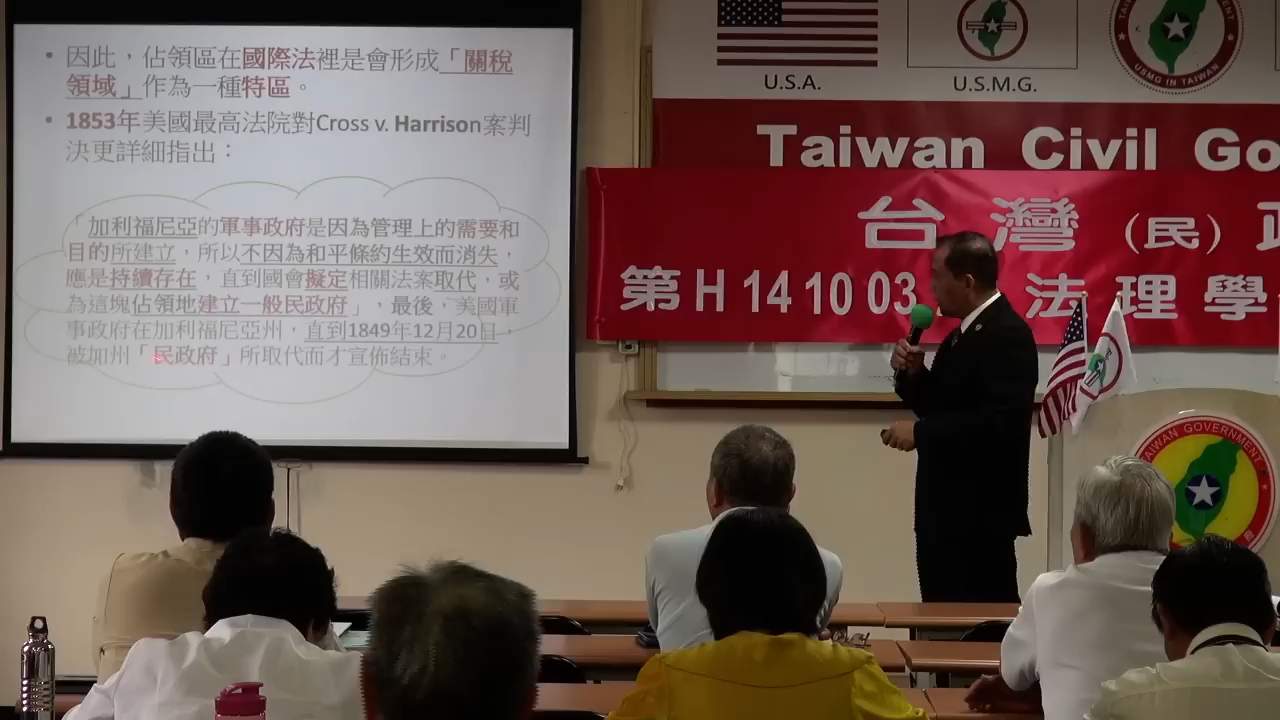 • 因此，佔領區在國際法裡是會形成「關稅
領域」作為一種特區。
• 1853年美國最高法院對Cross v. Harrison案判
決更詳細指出：
「加利福尼亞的軍事政府是因為管理上的需要和
目的所建立，所以不因為和平條約的生效而消失，
應是持續存在，直到國會擬定相關法案取代，或
為這塊佔領地建立一般民政府」，最後，美國軍
事政府在加利福尼亞州，直到1849年12月20日，
被加州「民政府」所取代而才宣佈結束。
U.S.A.
U.S.M.G.
USMG IN TAIWAN
Taiwan Civil Go
台灣（民）政
第H 14 10 03
法理學
TAIWAN GOVERNMENT